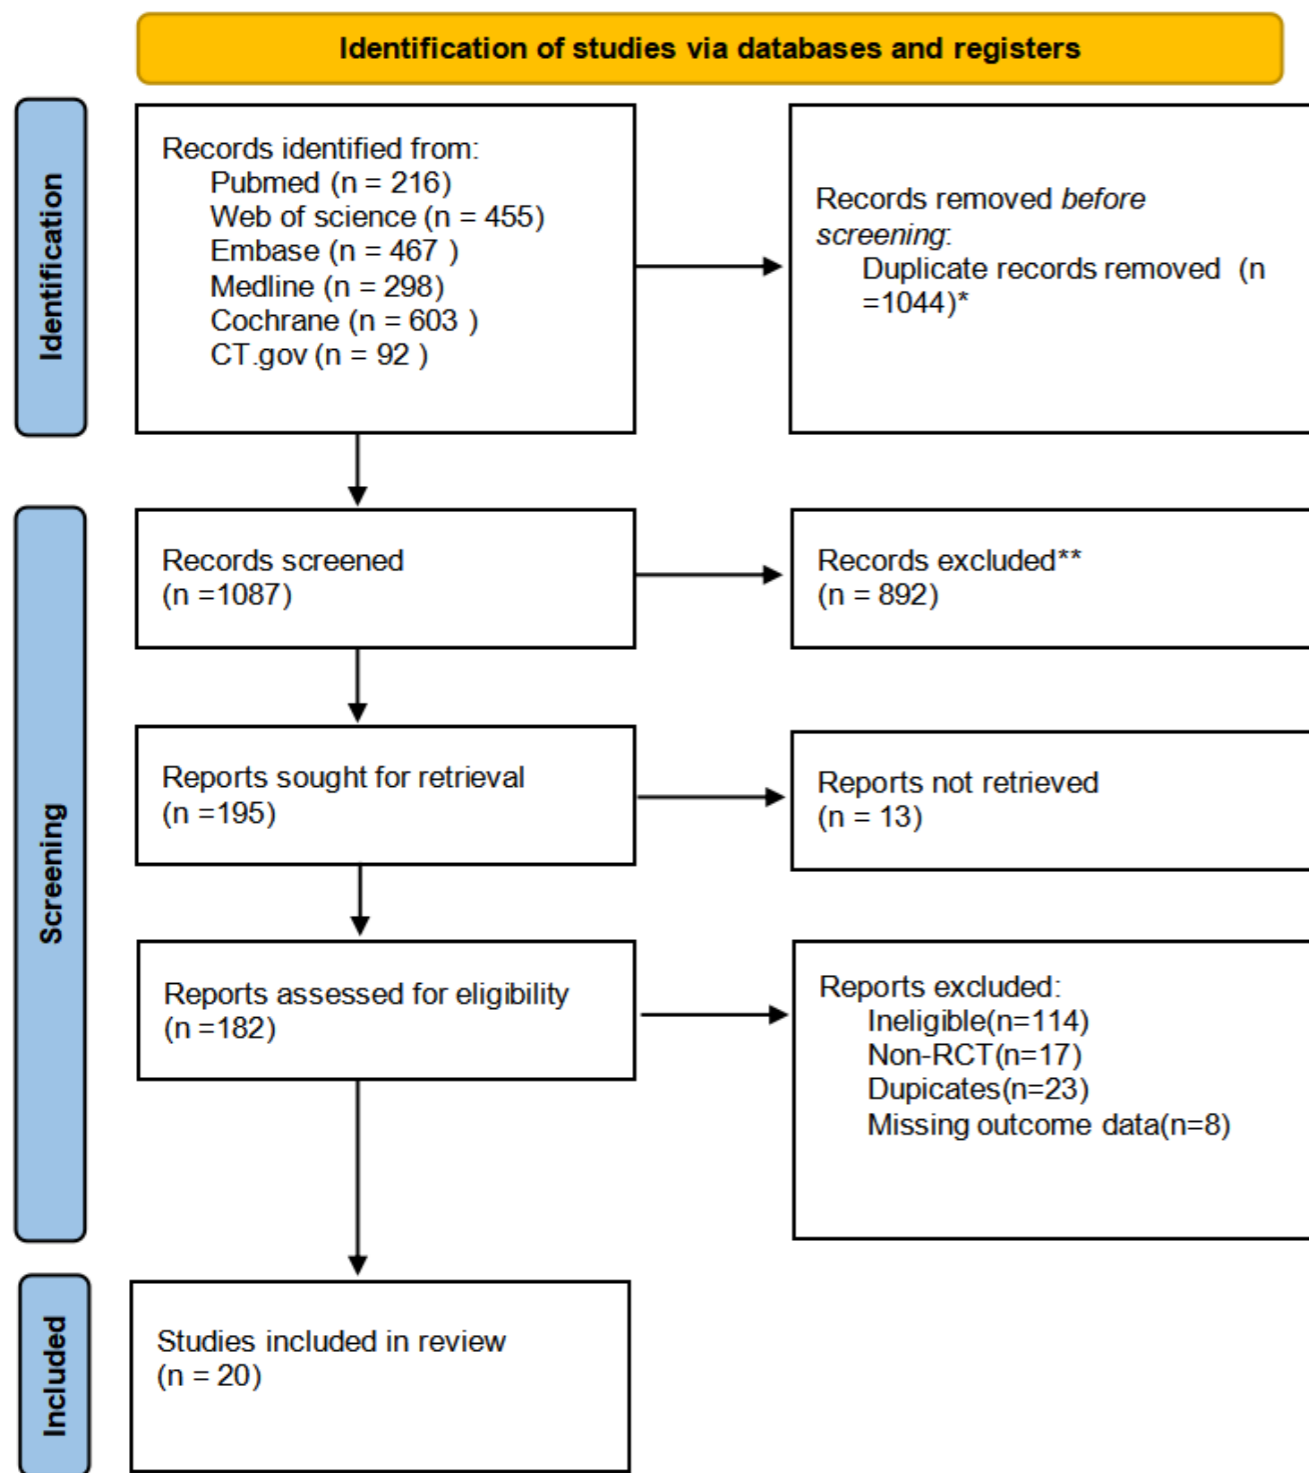 Identification of studies via databases and registers
Identification
Records identified from:
Pubmed (n = 216)
Web of science (n = 455)
Embase (n = 467 )
Medline (n = 298)
Cochrane (n = 603 )
CT.gov (n = 92 )
Records removed before
screening:
Duplicate records removed (n
=1044)*
Screening
Records screened
(n =1087)
Records excluded**
(n = 892)
Reports sought for retrieval
(n =195)
Reports not retrieved
(n = 13)
Reports assessed for eligibility
(n =182)
Reports excluded:
Ineligible(n=114)
Non-RCT(n=17)
Dupicates(n=23)
Missing outcome data(n=8)
Included
Studies included in review
(n = 20)